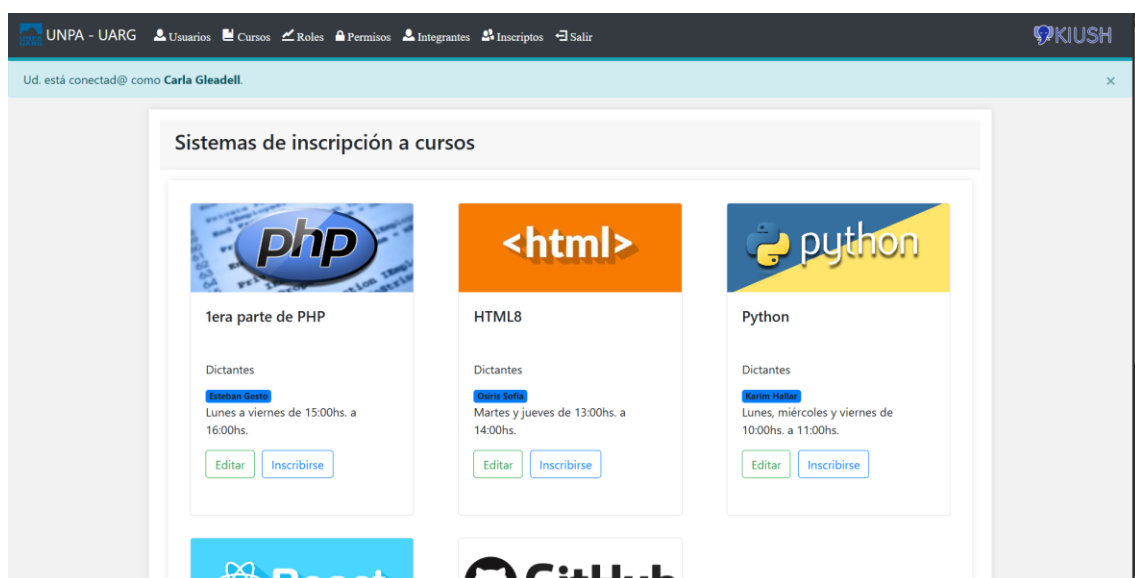 UNPA - UARG Usuarios Cursos Roles Permisos Integrantes Inscriptos Salir KIUSH
Ud. está conectad@ como Carla Gleadell. ×
Sistemas de inscripción a cursos
php
1era parte de PHP
Dictantes
Esteban Gesto
Lunes a viernes de 15:00hs. a
16:00hs.
Editar Inscribirse
<html>
HTML8
Dictantes
Osiris Sofia
Martes y jueves de 13:00hs. a
14:00hs.
Editar Inscribirse
python
Python
Dictantes
Karim Hallar
Lunes, miércoles y viernes de
10:00hs. a 11:00hs.
Editar Inscribirse
React
GitHub